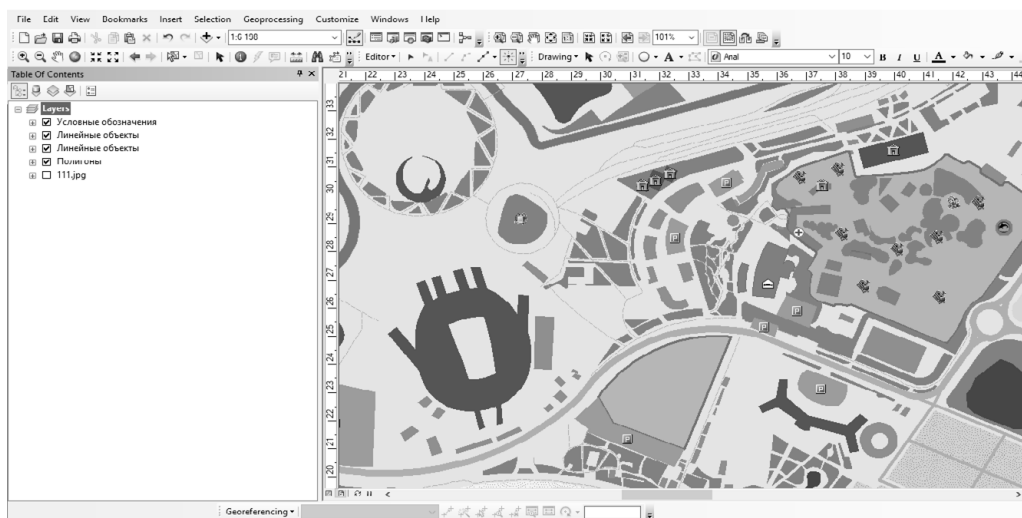 File Edit View Bookmarks Insert Selection Geoprocessing Customize Windows Help
1:6 190 101%
Editor Drawing A Arial 10 B I U A
Table Of Contents
21 22 23 24 25 26 27 28 29 30 31 32 33 34 35 36 37 38 39 40 41 42 43 44
Layers
Условные обозначения
Линейные объекты
Линейные объекты
Полигоны
111.jpg
33
32
31
30
29
28
27
26
25
24
23
22
21
20
P
P
P
P
P
P
Georeferencing